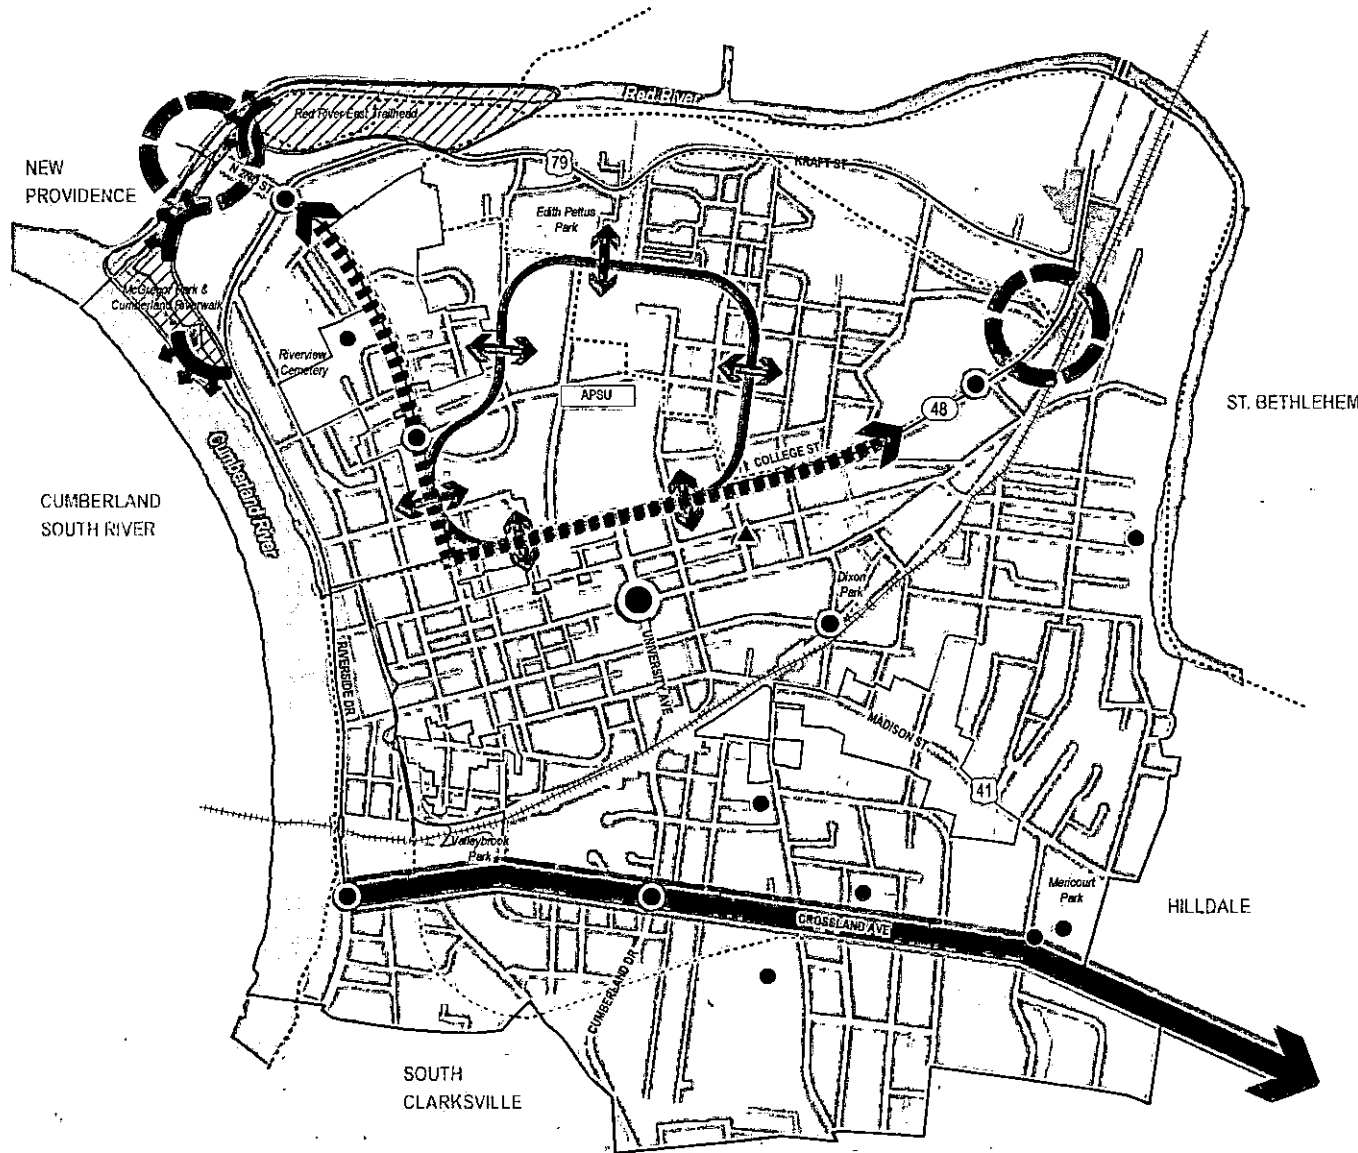 Red River
Red River East Trailhead
NEW
PROVIDENCE
N 2ND ST
79
KRAFT ST
Edith Pettus
Park
McGregor Park &
Cumberland Riverwalk
Riverview
Cemetery
APSU
48
ST. BETHLEHEM
COLLEGE ST
Cumberland River
CUMBERLAND
SOUTH RIVER
Dixon
Park
RIVERSIDE DR
UNIVERSITY AVE
MADISON ST
41
Valleybrook
Park
Mericourt
Park
HILLDALE
CROSSLAND AVE
CUMBERLAND DR
SOUTH
CLARKSVILLE